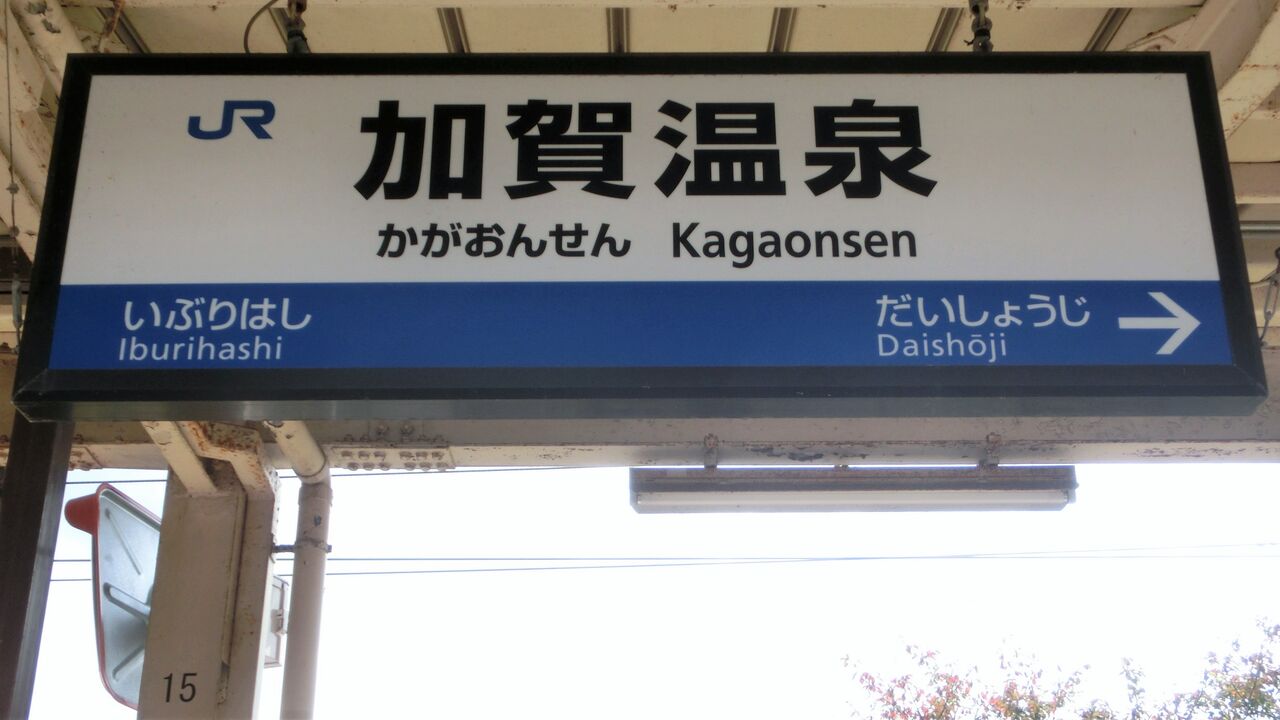 JR 加賀温泉
かがおんせん Kagaonsen
いぶりはし だいしょうじ →
Iburihashi Daishōji
15